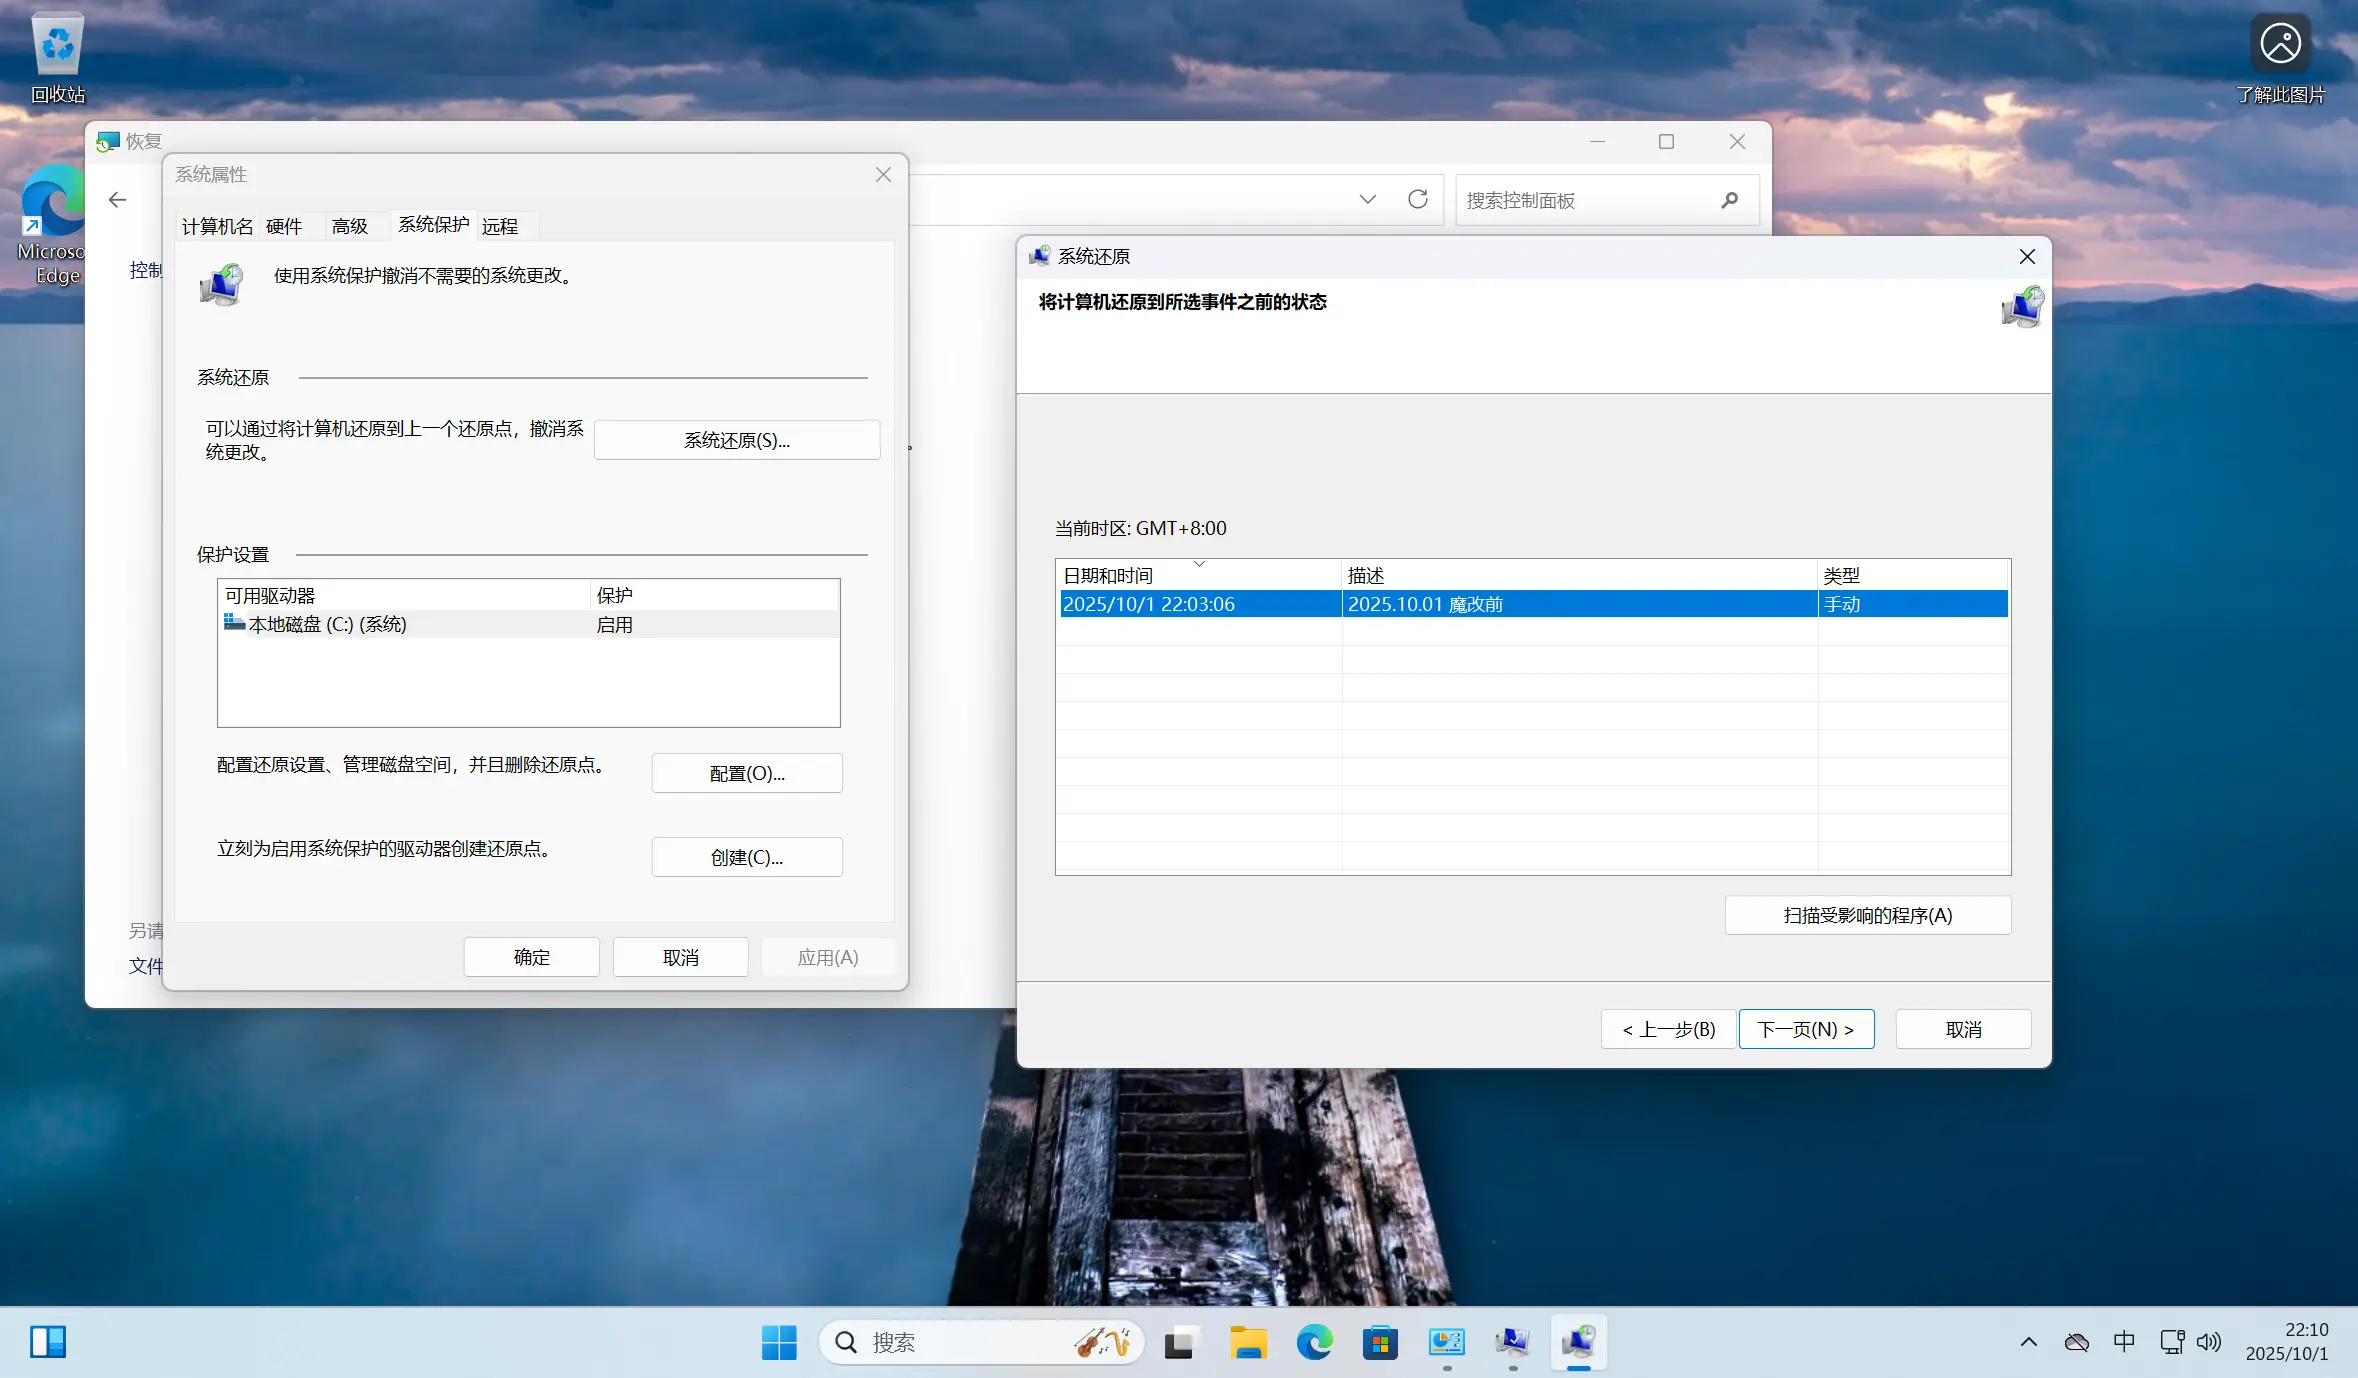 回收站
了解此图片
Microso
Edge
恢复
搜索控制面板
控制
另请
文件
系统属性
计算机名
硬件
高级
系统保护
远程
使用系统保护撤消不需要的系统更改。
系统还原
可以通过将计算机还原到上一个还原点，撤消系
统更改。
系统还原(S)...
保护设置
可用驱动器
保护
本地磁盘 (C:) (系统)
启用
配置还原设置、管理磁盘空间，并且删除还原点。
配置(O)...
立刻为启用系统保护的驱动器创建还原点。
创建(C)...
确定
取消
应用(A)
。
系统还原
将计算机还原到所选事件之前的状态
当前时区: GMT+8:00
日期和时间
描述
类型
2025/10/1 22:03:06
2025.10.01 魔改前
手动
扫描受影响的程序(A)
< 上一步(B)
下一页(N) >
取消
搜索
中
22:10
2025/10/1